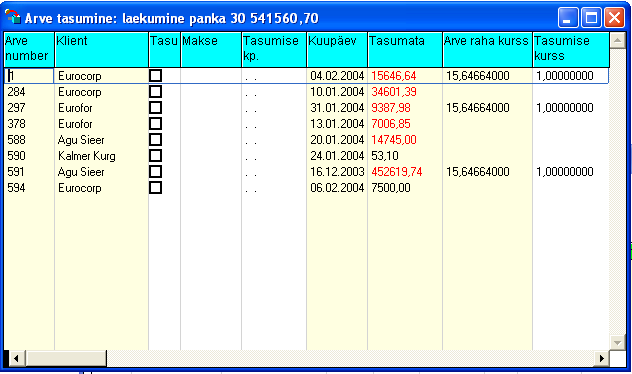 Arve tasumine: laekumine panka 30 541560,70
Arve number Klient Tasu Makse Tasumise kp. Kuupäev Tasumata Arve raha kurss Tasumise kurss
1 Eurocorp . . 04.02.2004 15646,64 15,64664000 1,00000000
284 Eurocorp . . 10.01.2004 34601,39
297 Eurofor . . 31.01.2004 9387,98 15,64664000 1,00000000
378 Eurofor . . 13.01.2004 7006,85
588 Agu Sieer . . 20.01.2004 14745,00
590 Kalmer Kurg . . 24.01.2004 53,10
591 Agu Sieer . . 16.12.2003 452619,74 15,64664000 1,00000000
594 Eurocorp . . 06.02.2004 7500,00